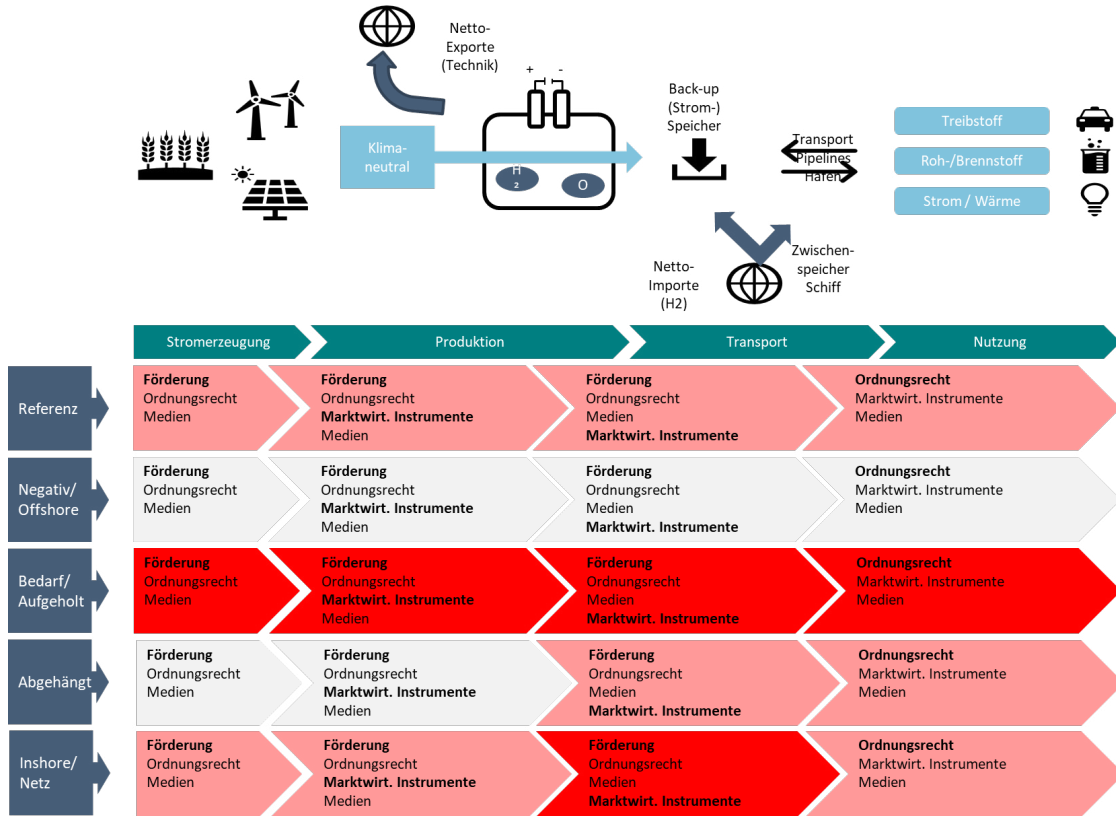 Netto-
Exporte
(Technik)
+ -
Klima-
neutral
H
2
O
Back-up
(Strom-)
Speicher
Transport
Pipelines
Hafen
Treibstoff
Roh-/Brennstoff
Strom / Wärme
Netto-
Importe
(H2)
Zwischen-
speicher
Schiff
Stromerzeugung
Produktion
Transport
Nutzung
Referenz
Förderung
Ordnungsrecht
Medien
Förderung
Ordnungsrecht
Marktwirt. Instrumente
Medien
Förderung
Ordnungsrecht
Medien
Marktwirt. Instrumente
Ordnungsrecht
Marktwirt. Instrumente
Medien
Negativ/
Offshore
Förderung
Ordnungsrecht
Medien
Förderung
Ordnungsrecht
Marktwirt. Instrumente
Medien
Förderung
Ordnungsrecht
Medien
Marktwirt. Instrumente
Ordnungsrecht
Marktwirt. Instrumente
Medien
Bedarf/
Aufgeholt
Förderung
Ordnungsrecht
Medien
Förderung
Ordnungsrecht
Marktwirt. Instrumente
Medien
Förderung
Ordnungsrecht
Medien
Marktwirt. Instrumente
Ordnungsrecht
Marktwirt. Instrumente
Medien
Abgehängt
Förderung
Ordnungsrecht
Medien
Förderung
Ordnungsrecht
Marktwirt. Instrumente
Medien
Förderung
Ordnungsrecht
Medien
Marktwirt. Instrumente
Ordnungsrecht
Marktwirt. Instrumente
Medien
Inshore/
Netz
Förderung
Ordnungsrecht
Medien
Förderung
Ordnungsrecht
Marktwirt. Instrumente
Medien
Förderung
Ordnungsrecht
Medien
Marktwirt. Instrumente
Ordnungsrecht
Marktwirt. Instrumente
Medien